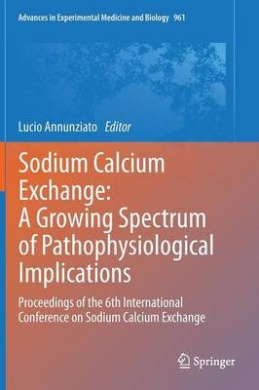 Advances in Experimental Medicine and Biology 961
Lucio Annunziato Editor
Sodium Calcium
Exchange:
A Growing Spectrum
of Pathophysiological
Implications
Proceedings of the 6th International
Conference on Sodium Calcium Exchange
Springer